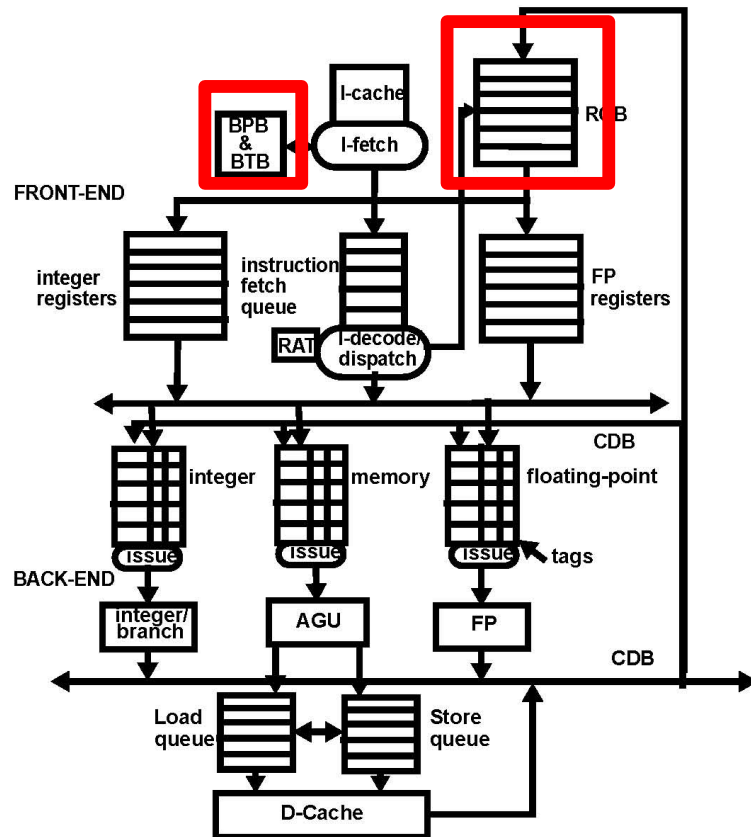 I-cache
BPB
&
BTB
I-fetch
ROB
FRONT-END
integer
registers
instruction
fetch
queue
FP
registers
RAT
I-decode/
dispatch
CDB
integer
memory
floating-point
issue
issue
issue
tags
BACK-END
integer/
branch
AGU
FP
CDB
Load
queue
Store
queue
D-Cache